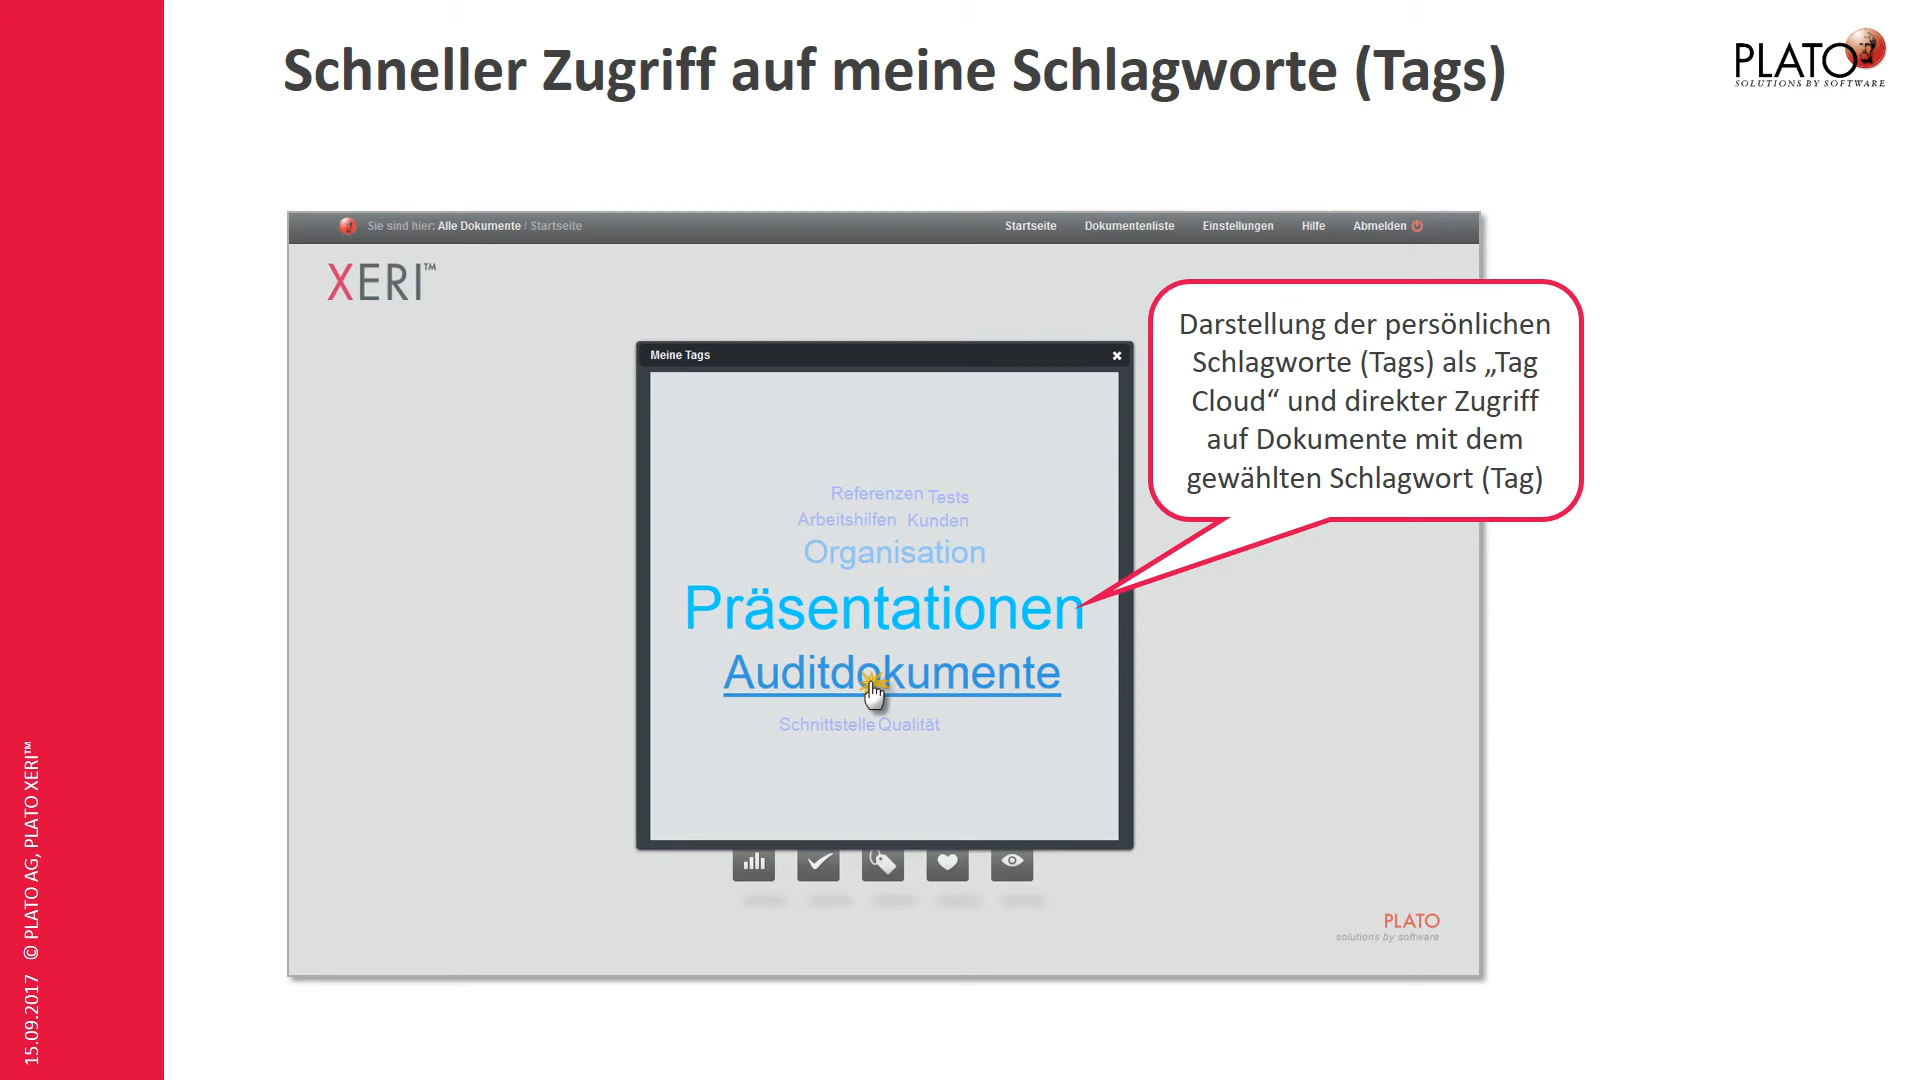 Schneller Zugriff auf meine Schlagworte (Tags)
PLATO
SOLUTIONS BY SOFTWARE
Sie sind hier: Alle Dokumente / Startseite
Startseite Dokumentenliste Einstellungen Hilfe Abmelden
XERI™
Darstellung der persönlichen
Schlagworte (Tags) als „Tag
Cloud“ und direkter Zugriff
auf Dokumente mit dem
gewählten Schlagwort (Tag)
Meine Tags
Referenzen Tests
Arbeitshilfen Kunden
Organisation
Präsentationen
Auditdokumente
Schnittstelle Qualität
PLATO
solutions by software
15.09.2017 © PLATO AG, PLATO XERI™